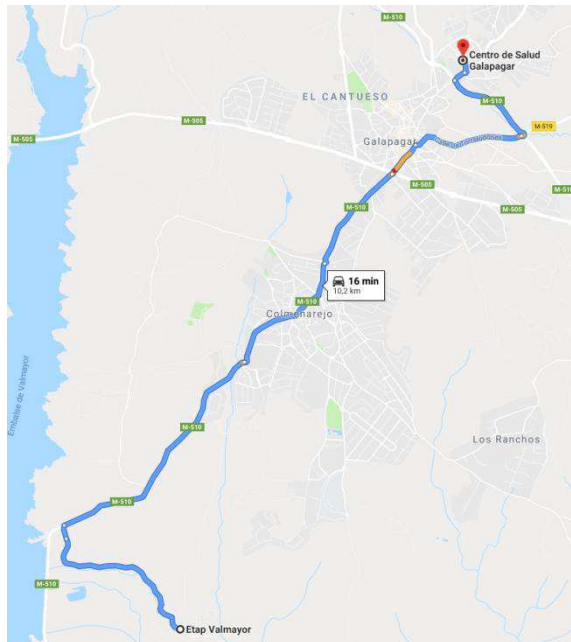 M-510
Centro de Salud
Galapagar
EL CANTUESO
M-510
M-505
M-505
M-519
Galapagar
M-510
M-505
M-505
M-510
16 min
10,2 km
M-510
Colmenarejo
Embalse de Valmayor
M-510
Los Ranchos
M-510
M-510
Etap Valmayor